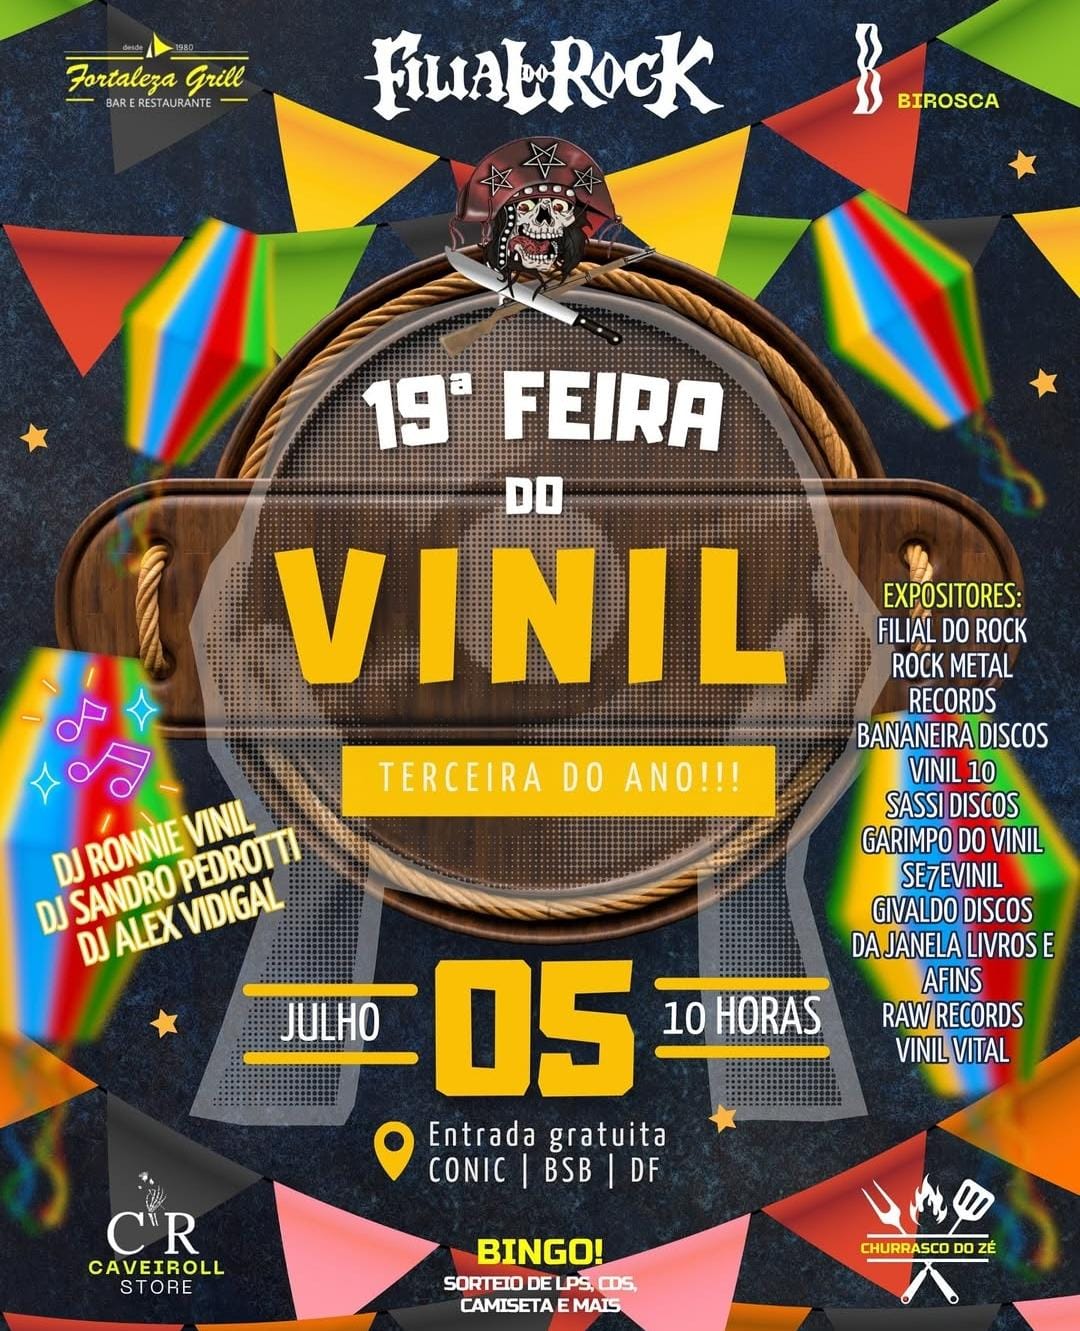 desde 1980
Fortaleza Grill
BAR E RESTAURANTE
FILIAL DO ROCK
BIROSCA
19ª FEIRA
DO
VINIL
TERCEIRA DO ANO!!!
EXPOSITORES:
FILIAL DO ROCK
ROCK METAL
RECORDS
BANANEIRA DISCOS
VINIL 10
SASSI DISCOS
GARIMPO DO VINIL
SE7EVINIL
GIVALDO DISCOS
DA JANELA LIVROS E
AFINS
RAW RECORDS
VINIL VITAL
DJ RONNIE VINIL
DJ SANDRO PEDROTTI
DJ ALEX VIDIGAL
JULHO
05
10 HORAS
Entrada gratuita
CONIC | BSB | DF
CR
CAVEIROLL
STORE
BINGO!
SORTEIO DE LPS, CDS,
CAMISETA E MAIS
CHURRASCO DO ZÉ